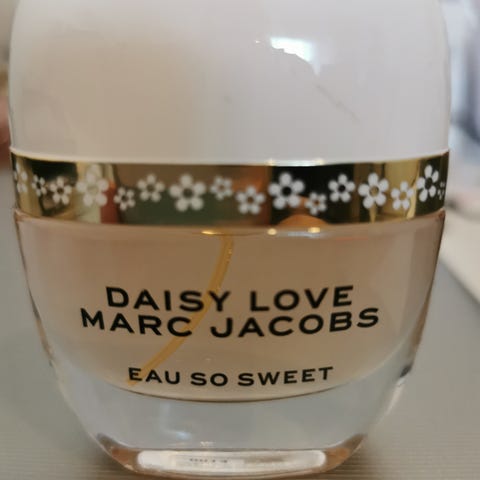 DAISY LOVE
MARC JACOBS
EAU SO SWEET